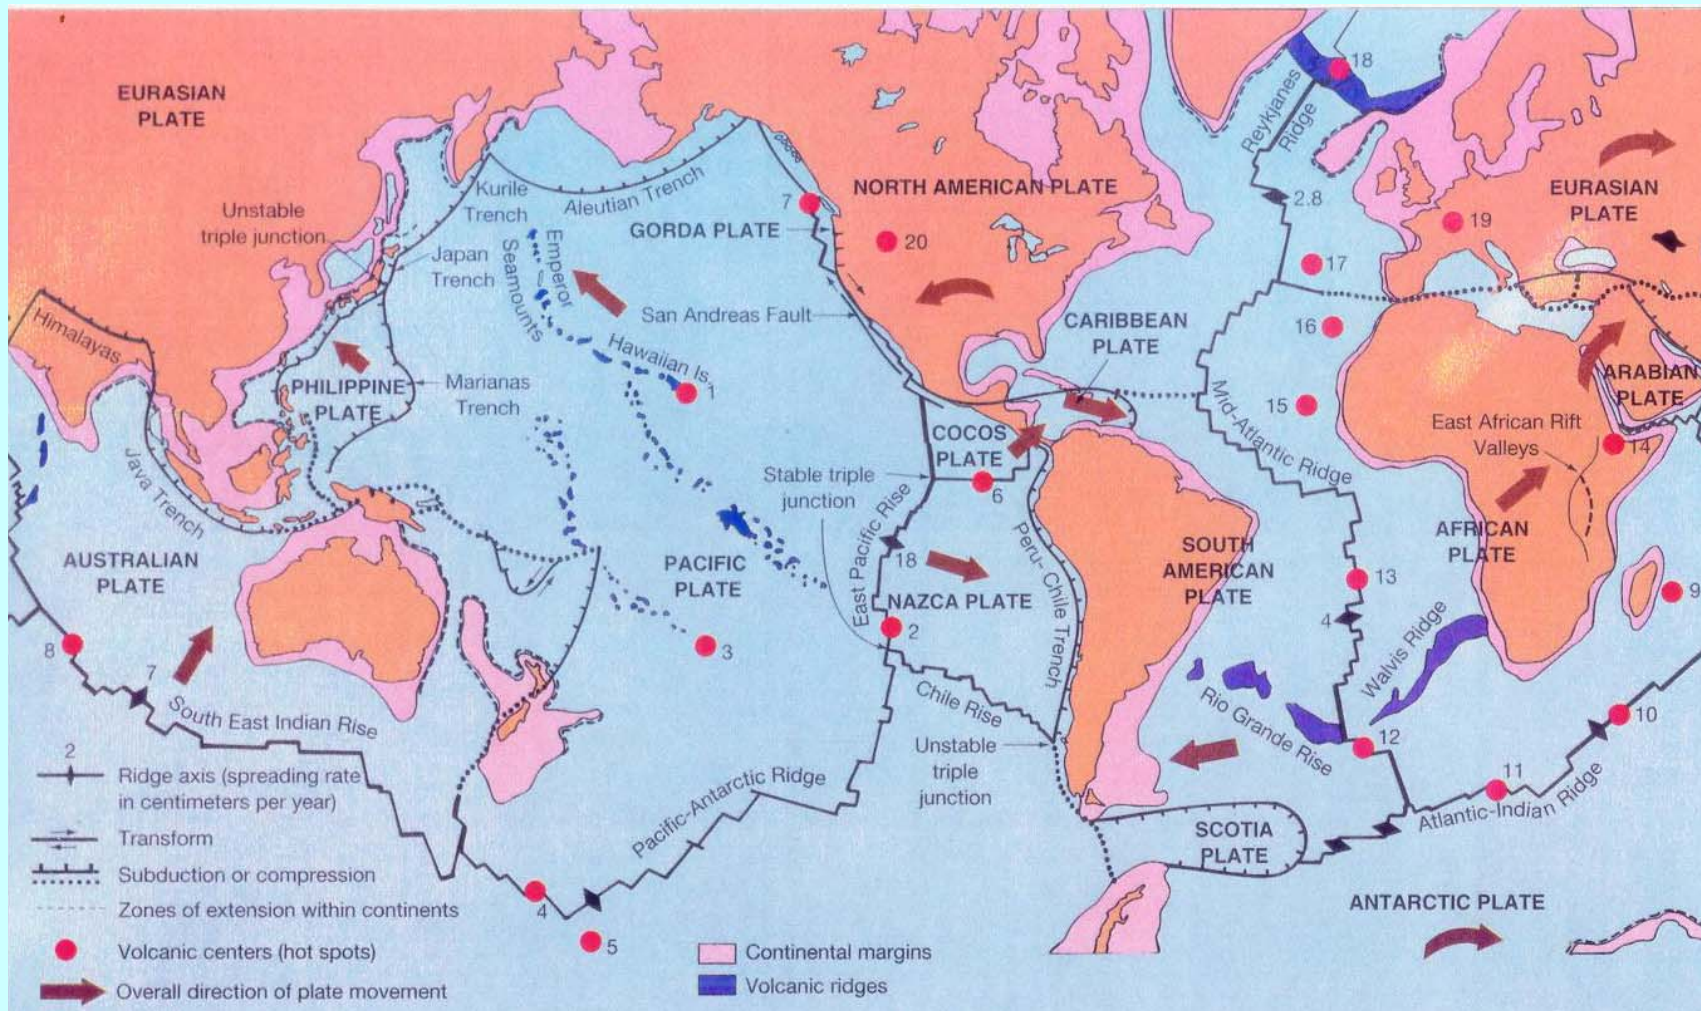 EURASIAN
PLATE
Unstable
triple junction
Kurile
Trench
Aleutian Trench
Japan
Trench
Emperor
Seamounts
GORDA PLATE
7
NORTH AMERICAN PLATE
20
San Andreas Fault
Hawaiian Is.
1
Himalayas
PHILIPPINE
PLATE
Marianas
Trench
Java Trench
CARIBBEAN
PLATE
COCOS
PLATE
6
Stable triple
junction
East Pacific Rise
18
Reykjanes
Ridge
18
2.8
17
16
15
19
EURASIAN
PLATE
Mid-Atlantic Ridge
ARABIAN
PLATE
East African Rift
Valleys
14
AFRICAN
PLATE
AUSTRALIAN
PLATE
PACIFIC
PLATE
NAZCA PLATE
Peru- Chile Trench
SOUTH
AMERICAN
PLATE
13
4
9
8
7
South East Indian Rise
3
2
Chile Rise
Walvis Ridge
Rio Grande Rise
Unstable
triple
junction
12
10
11
Atlantic-Indian Ridge
Pacific-Antarctic Ridge
SCOTIA
PLATE
ANTARCTIC PLATE
4
5
2
Ridge axis (spreading rate
in centimeters per year)
Transform
Subduction or compression
Zones of extension within continents
Volcanic centers (hot spots)
Overall direction of plate movement
Continental margins
Volcanic ridges